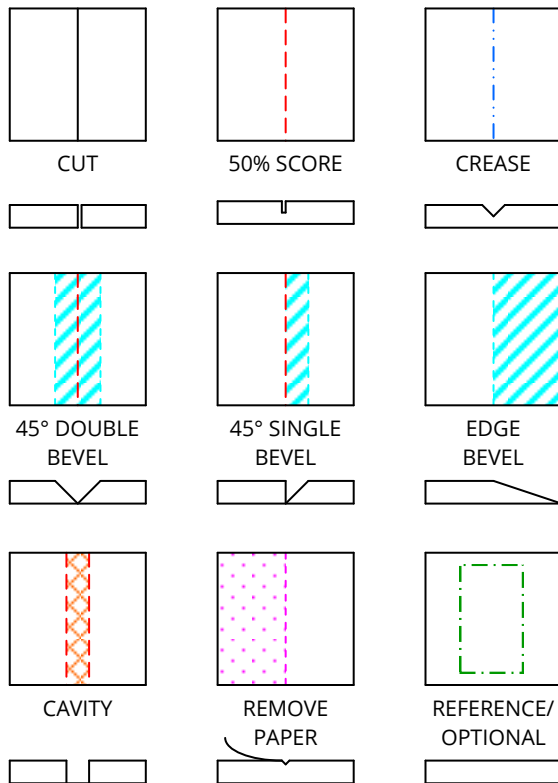 CUT
50% SCORE
CREASE
45° DOUBLE
BEVEL
45° SINGLE
BEVEL
EDGE
BEVEL
CAVITY
REMOVE
PAPER
REFERENCE/
OPTIONAL